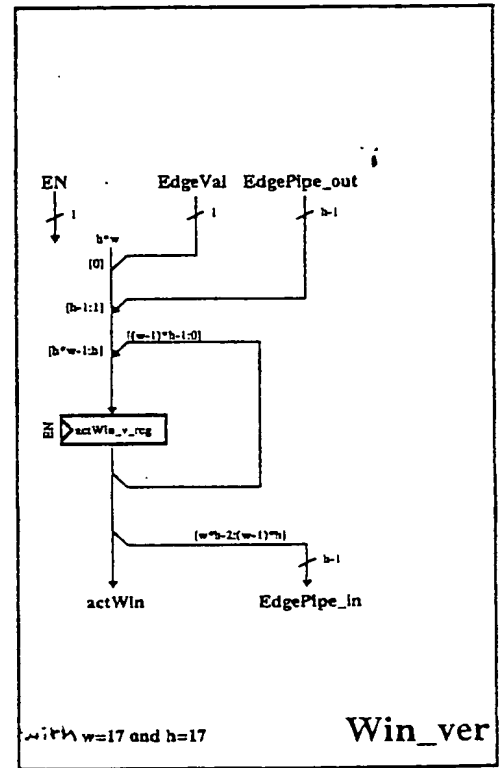 EN EdgeVal EdgePipe_out
1 1 h-1
h*w
[0]
[h-1:1]
[(w-1)*h-1:0]
[h*w-1:h]
EN actWin_v_reg
[w*h-2:(w-1)*h]
h-1
actWin EdgePipe_in
with w=17 and h=17 Win_ver